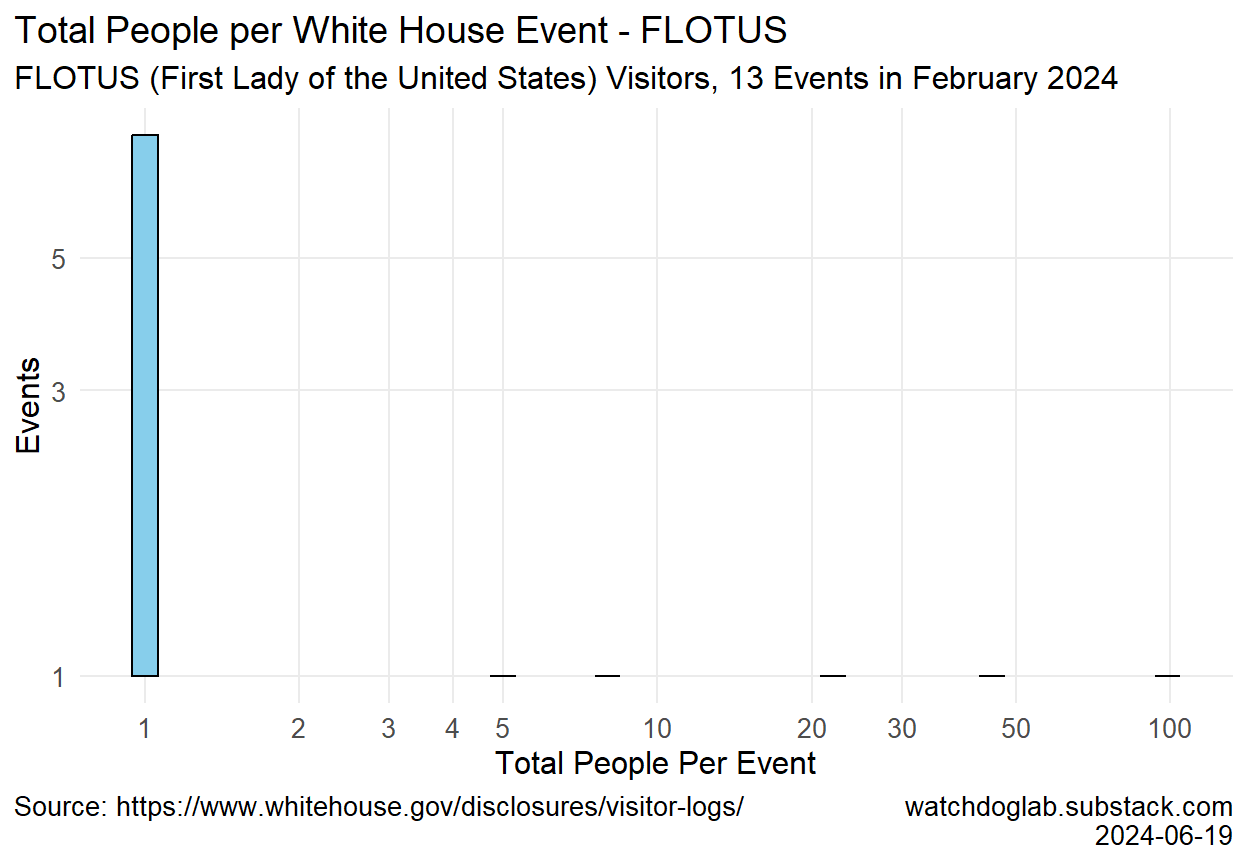 Total People per White House Event - FLOTUS
FLOTUS (First Lady of the United States) Visitors, 13 Events in February 2024
5
3
1
Events
1 2 3 4 5 10 20 30 50 100
Total People Per Event
Source: https://www.whitehouse.gov/disclosures/visitor-logs/
watchdoglab.substack.com
2024-06-19